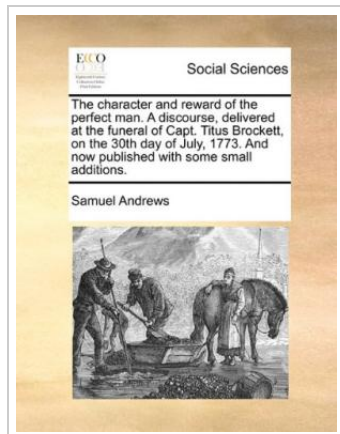 ECCO
Social Sciences
The character and reward of the
perfect man. A discourse, delivered
at the funeral of Capt. Titus Brockett,
on the 30th day of July, 1773. And
now published with some small
additions.
Samuel Andrews